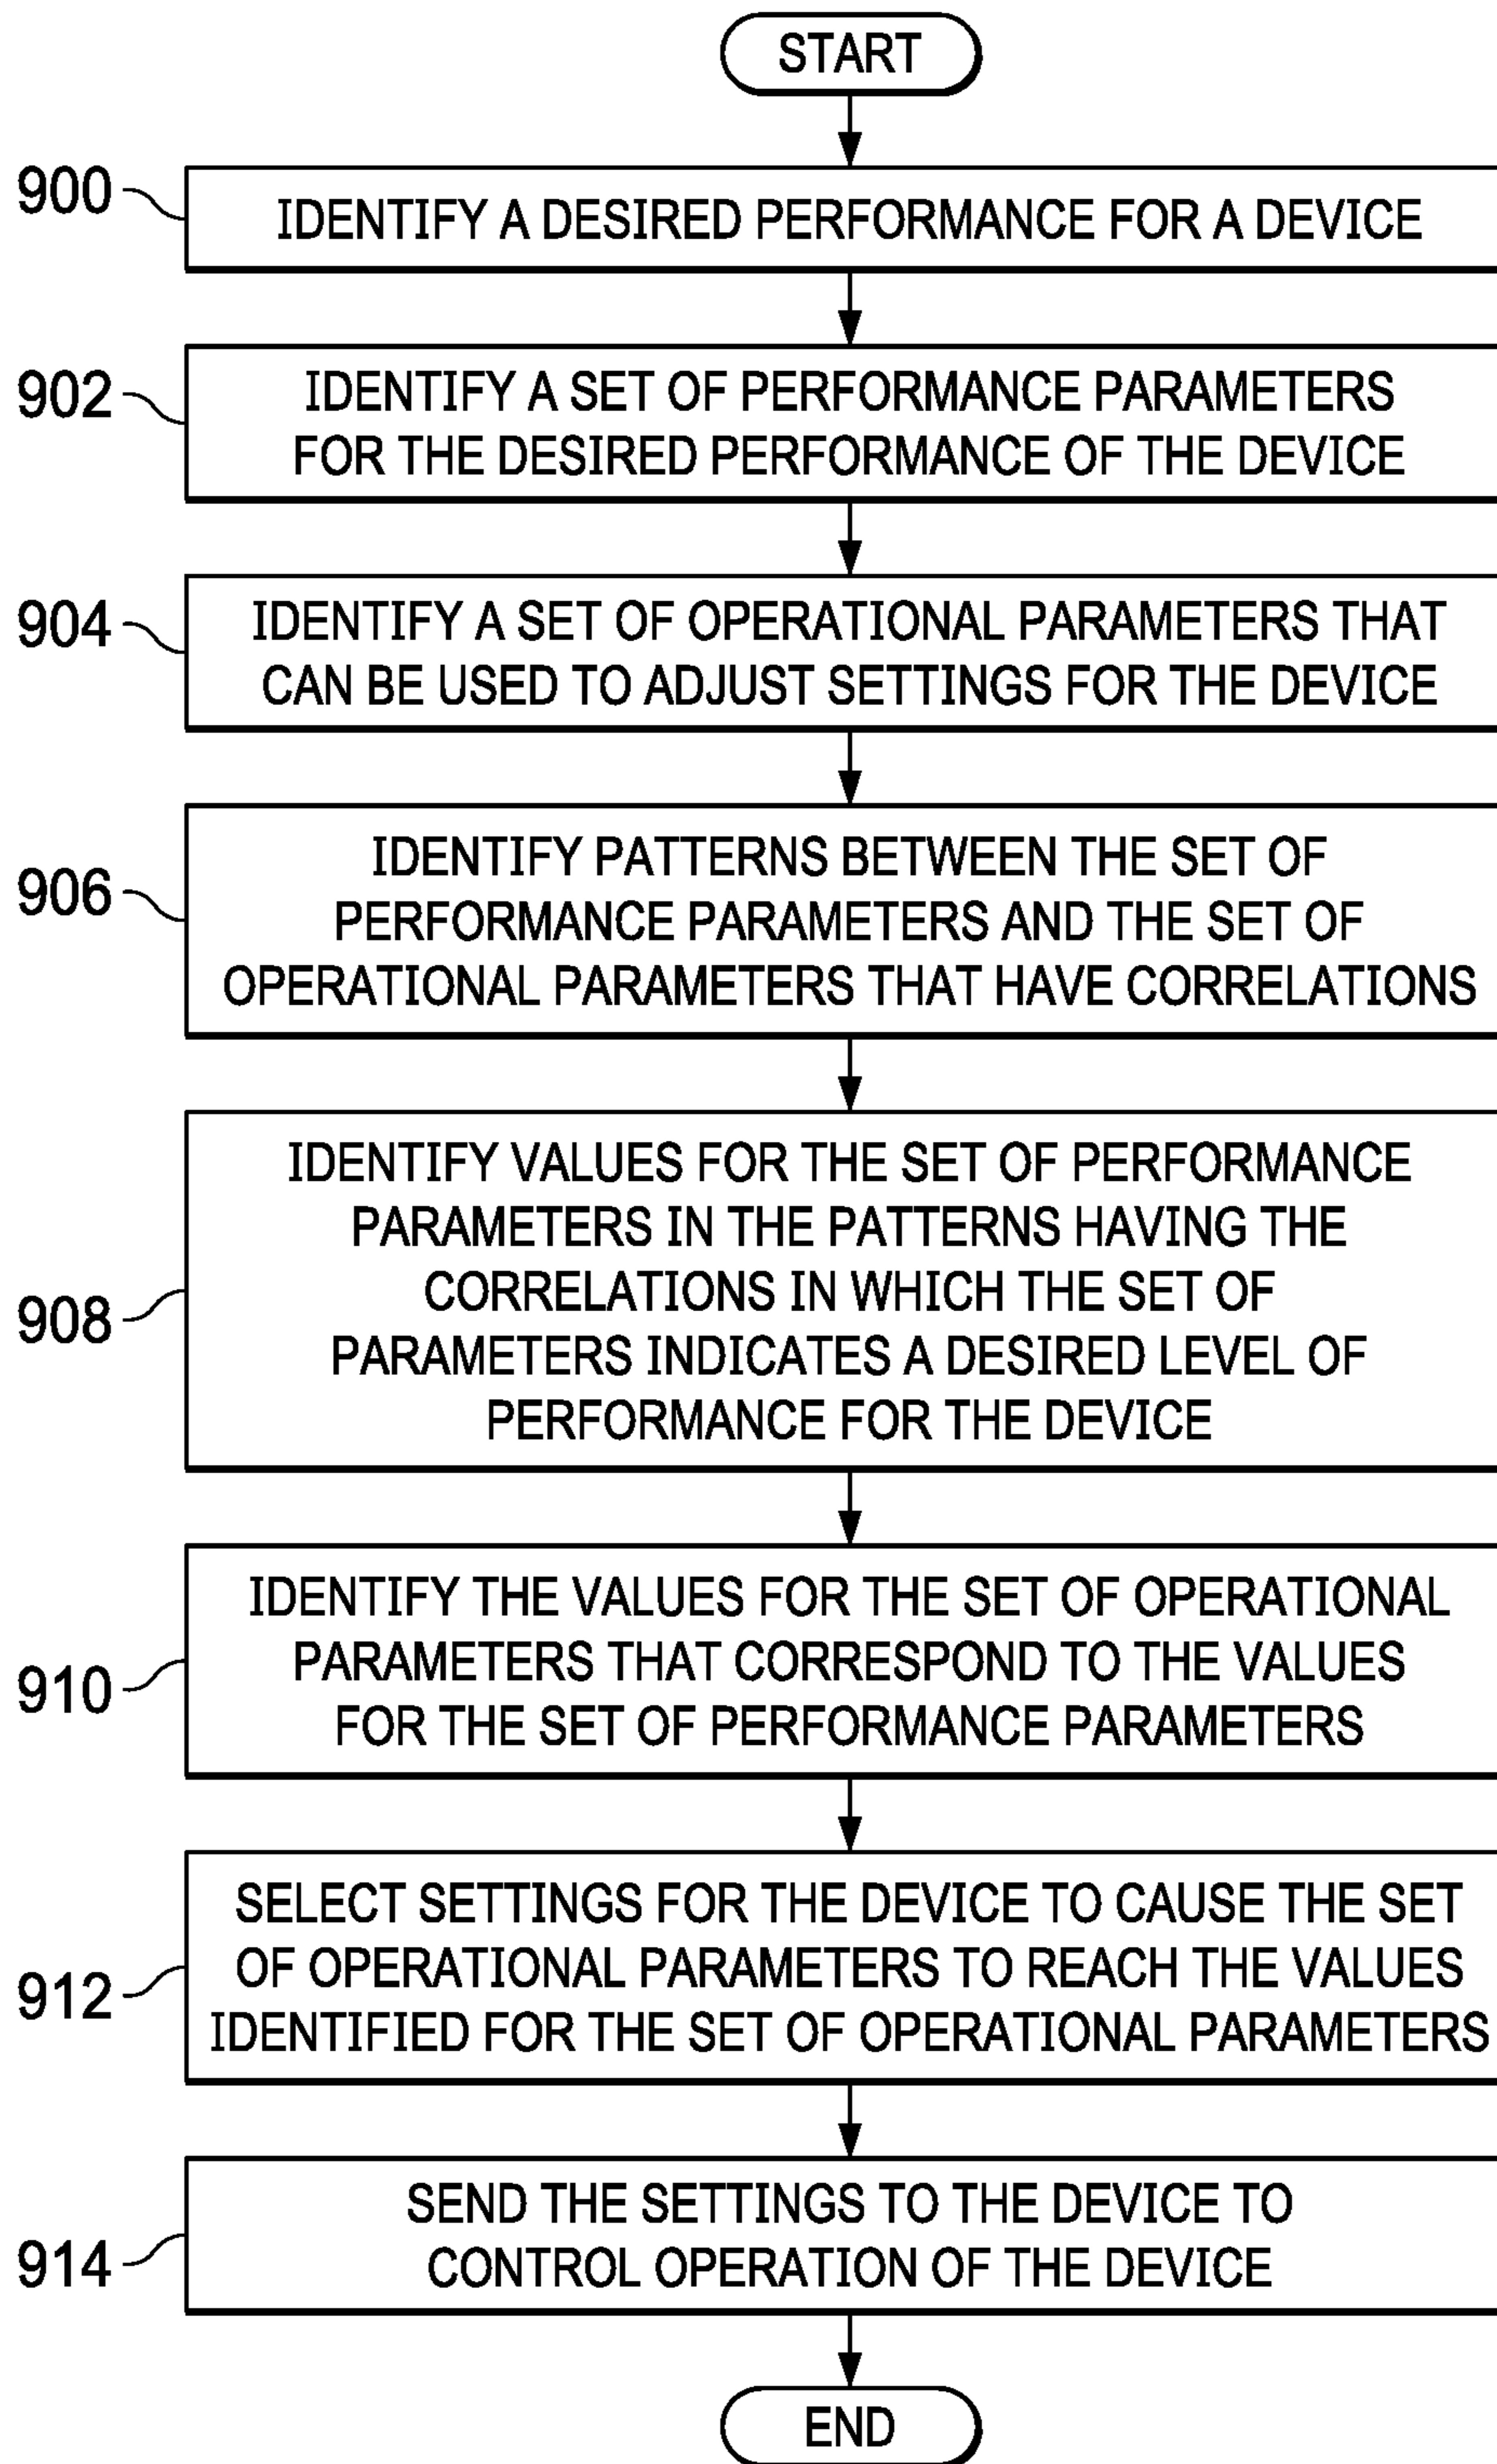 START
900
IDENTIFY A DESIRED PERFORMANCE FOR A DEVICE
902
IDENTIFY A SET OF PERFORMANCE PARAMETERS
FOR THE DESIRED PERFORMANCE OF THE DEVICE
904
IDENTIFY A SET OF OPERATIONAL PARAMETERS THAT
CAN BE USED TO ADJUST SETTINGS FOR THE DEVICE
906
IDENTIFY PATTERNS BETWEEN THE SET OF
PERFORMANCE PARAMETERS AND THE SET OF
OPERATIONAL PARAMETERS THAT HAVE CORRELATIONS
908
IDENTIFY VALUES FOR THE SET OF PERFORMANCE
PARAMETERS IN THE PATTERNS HAVING THE
CORRELATIONS IN WHICH THE SET OF
PARAMETERS INDICATES A DESIRED LEVEL OF
PERFORMANCE FOR THE DEVICE
910
IDENTIFY THE VALUES FOR THE SET OF OPERATIONAL
PARAMETERS THAT CORRESPOND TO THE VALUES
FOR THE SET OF PERFORMANCE PARAMETERS
912
SELECT SETTINGS FOR THE DEVICE TO CAUSE THE SET
OF OPERATIONAL PARAMETERS TO REACH THE VALUES
IDENTIFIED FOR THE SET OF OPERATIONAL PARAMETERS
914
SEND THE SETTINGS TO THE DEVICE TO
CONTROL OPERATION OF THE DEVICE
END